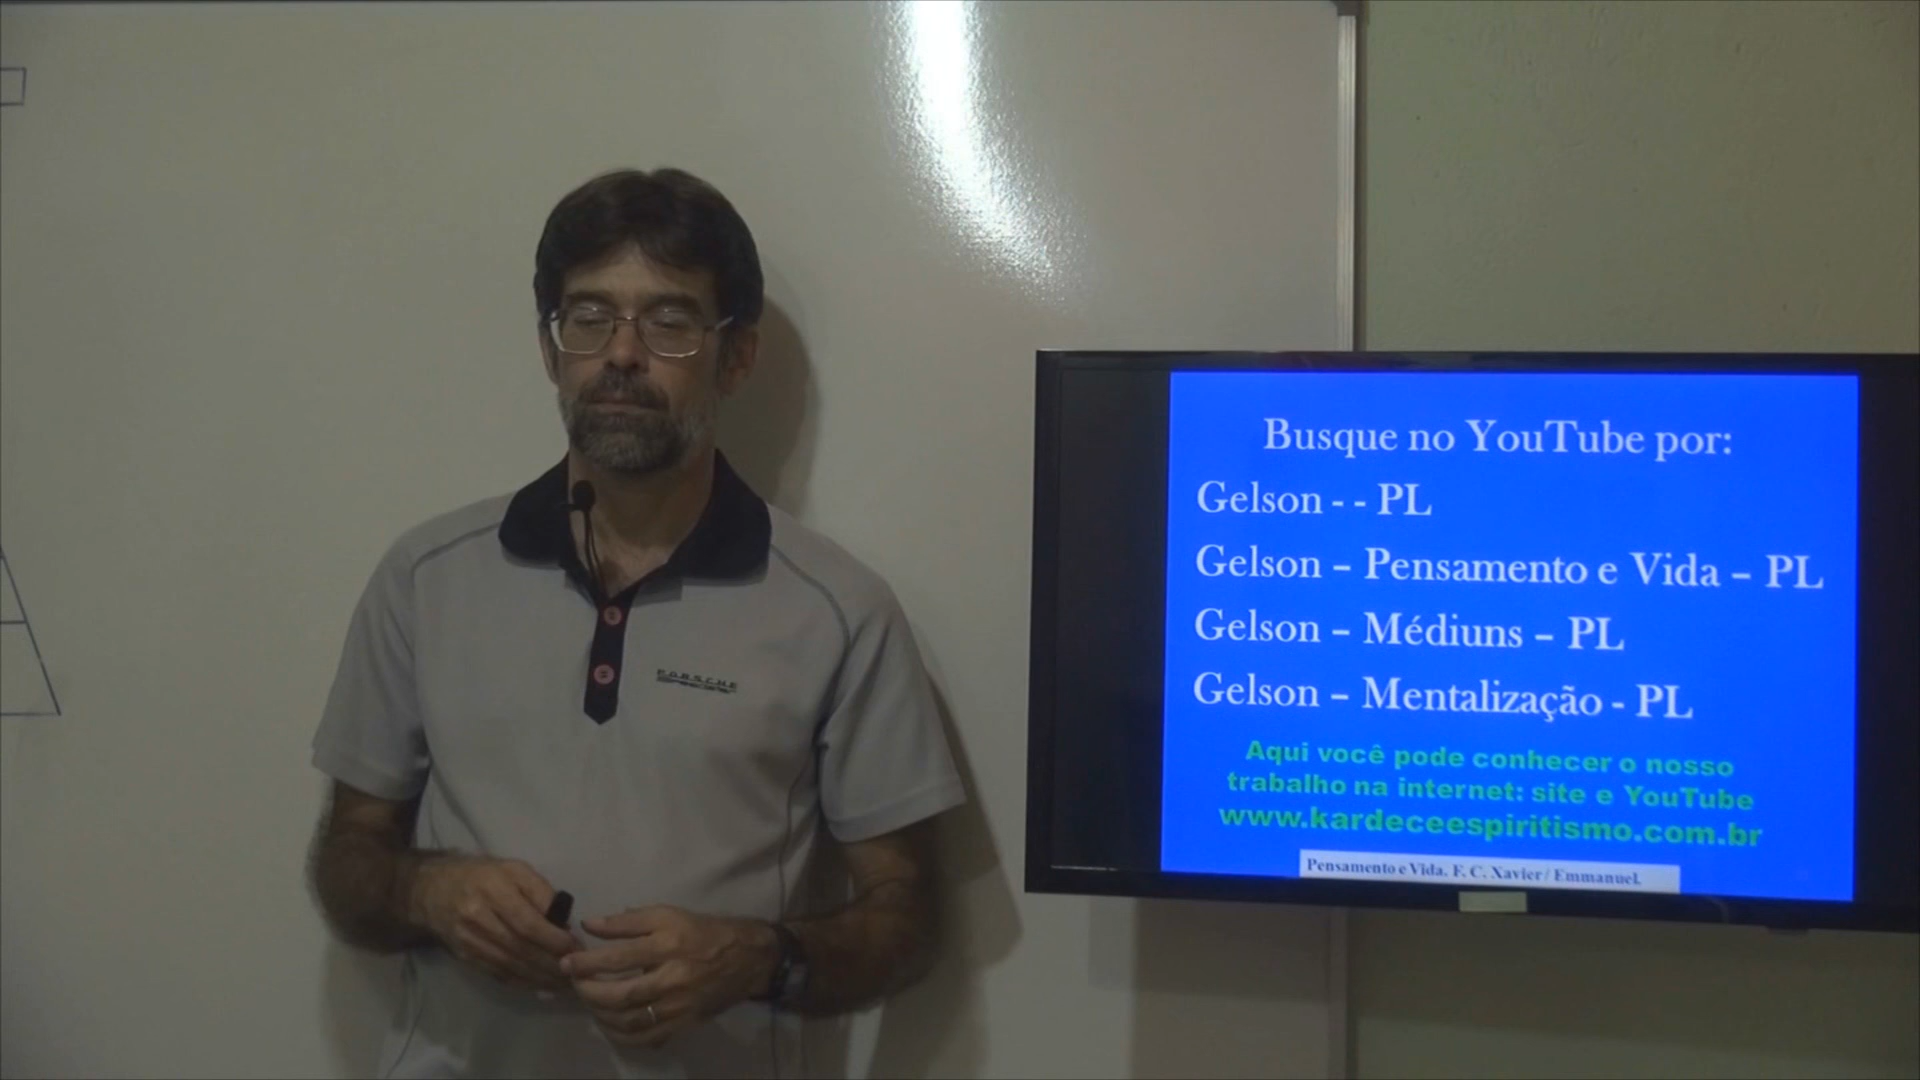 Busque no YouTube por:
Gelson - - PL
Gelson – Pensamento e Vida – PL
Gelson – Médiuns – PL
Gelson – Mentalização - PL
Aqui você pode conhecer o nosso
trabalho na internet: site e YouTube
www.kardeceespiritismo.com.br
Pensamento e Vida. F. C. Xavier / Emmanuel.
PORSCHE